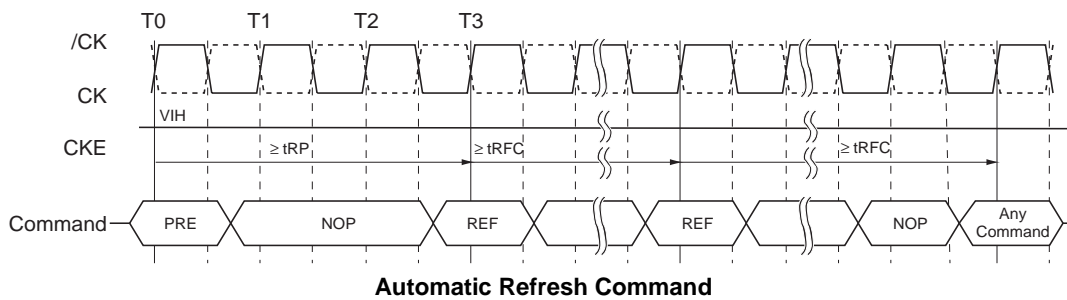 T0 T1 T2 T3
/CK
CK
VIH
CKE
≥ tRP ≥ tRFC ≥ tRFC
Command PRE NOP REF REF NOP Any Command
Automatic Refresh Command